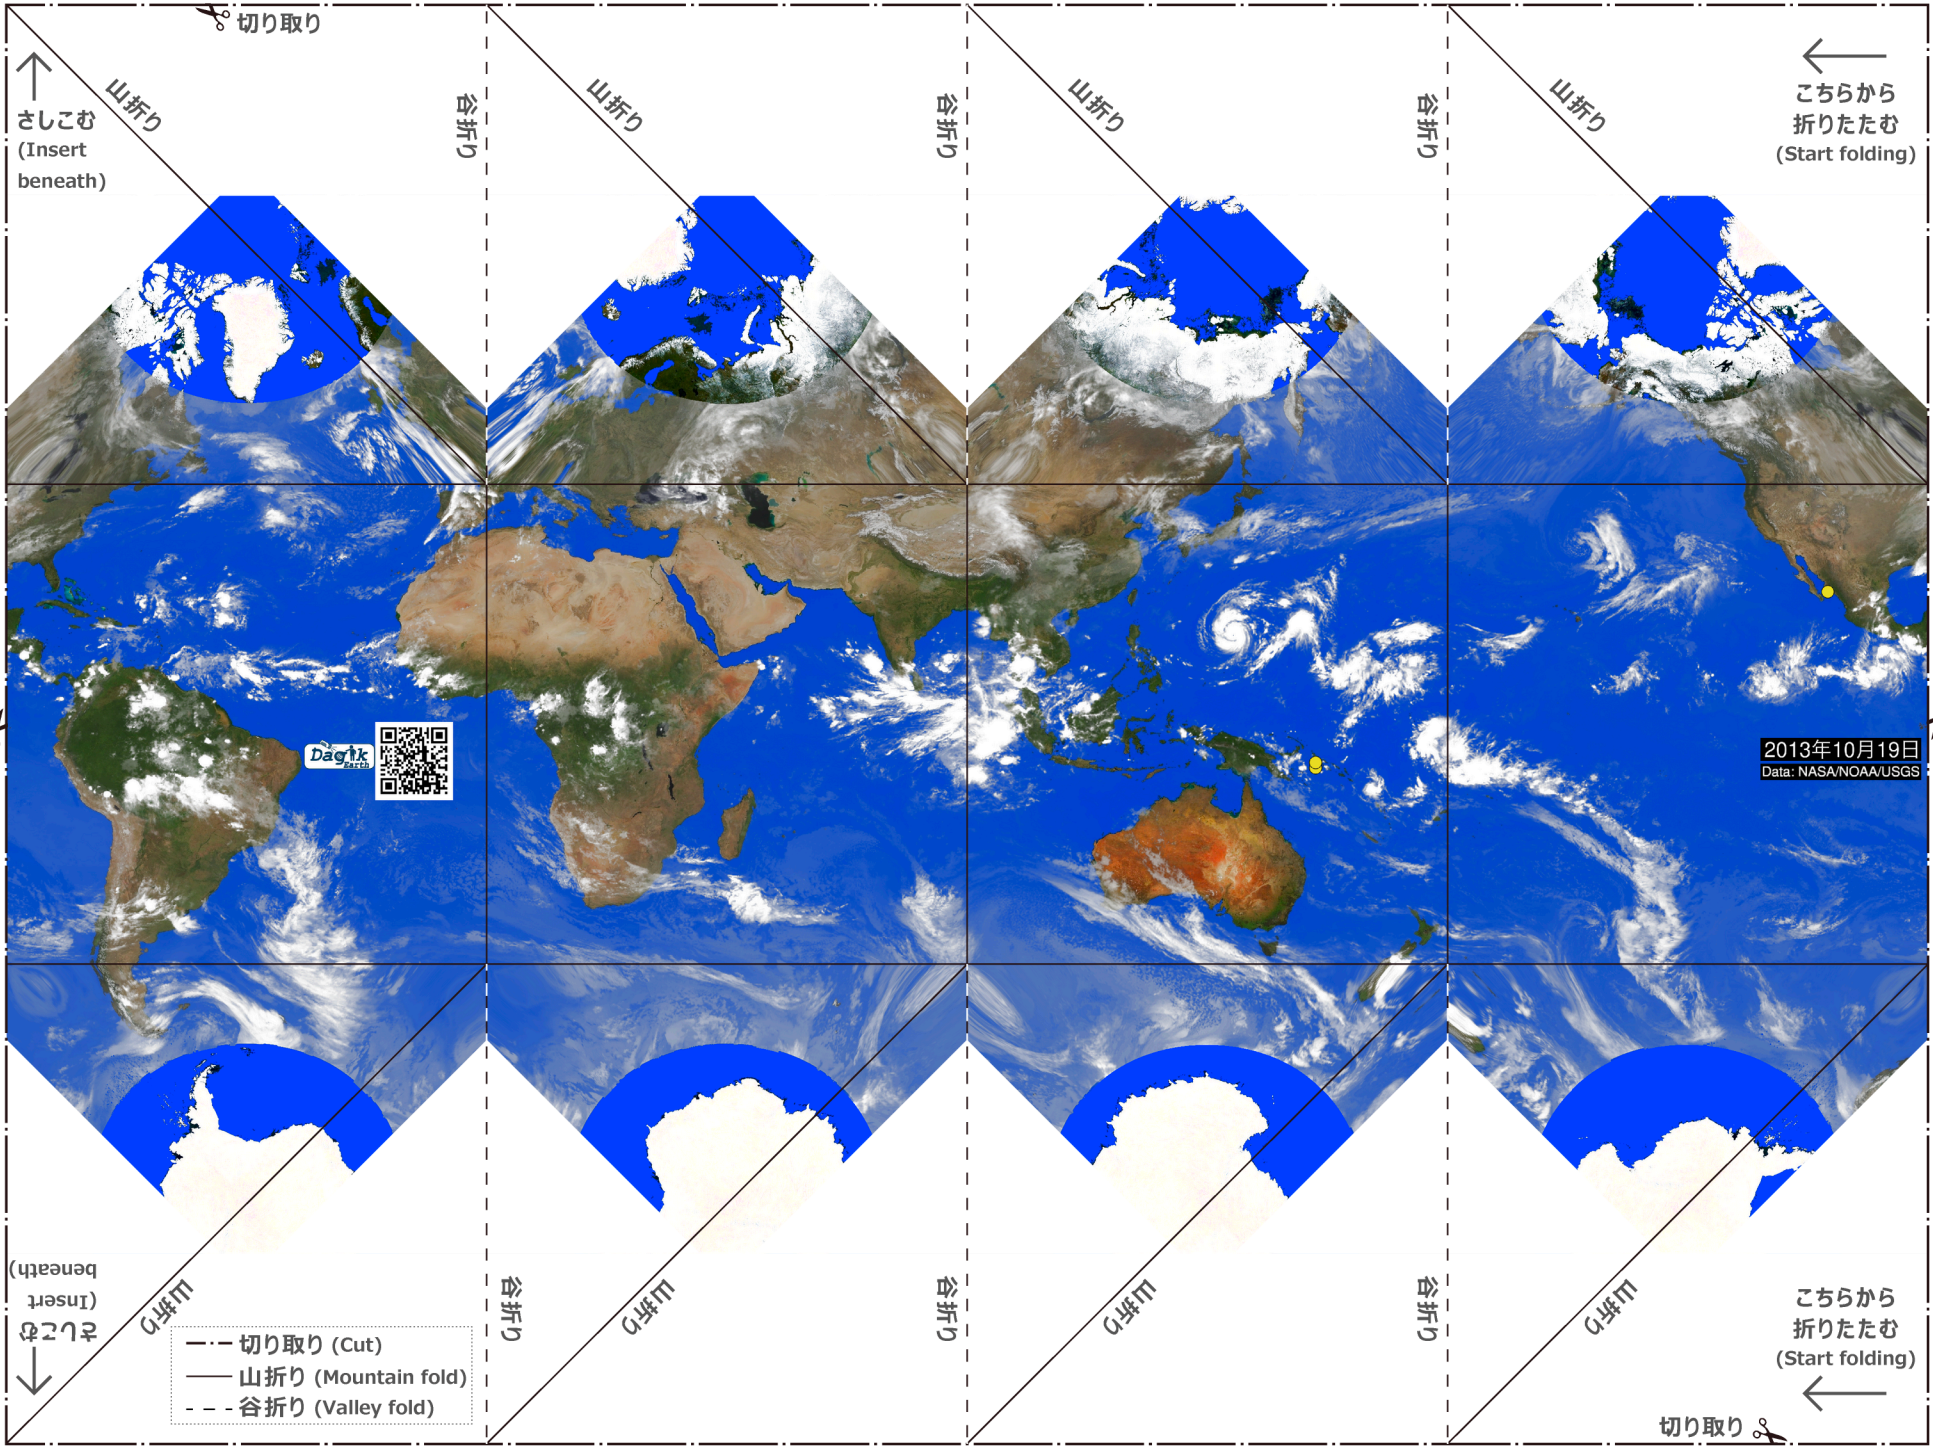 切り取り
山折り
谷折り
山折り
谷折り
山折り
谷折り
山折り
さしこむ
(Insert
beneath)
こちらから
折りたたむ
(Start folding)
Dagik
Earth
2013年10月19日
Data: NASA/NOAA/USGS
さしこむ
(Insert
beneath)
山折り
谷折り
山折り
谷折り
山折り
谷折り
山折り
切り取り (Cut)
山折り (Mountain fold)
谷折り (Valley fold)
こちらから
折りたたむ
(Start folding)
切り取り